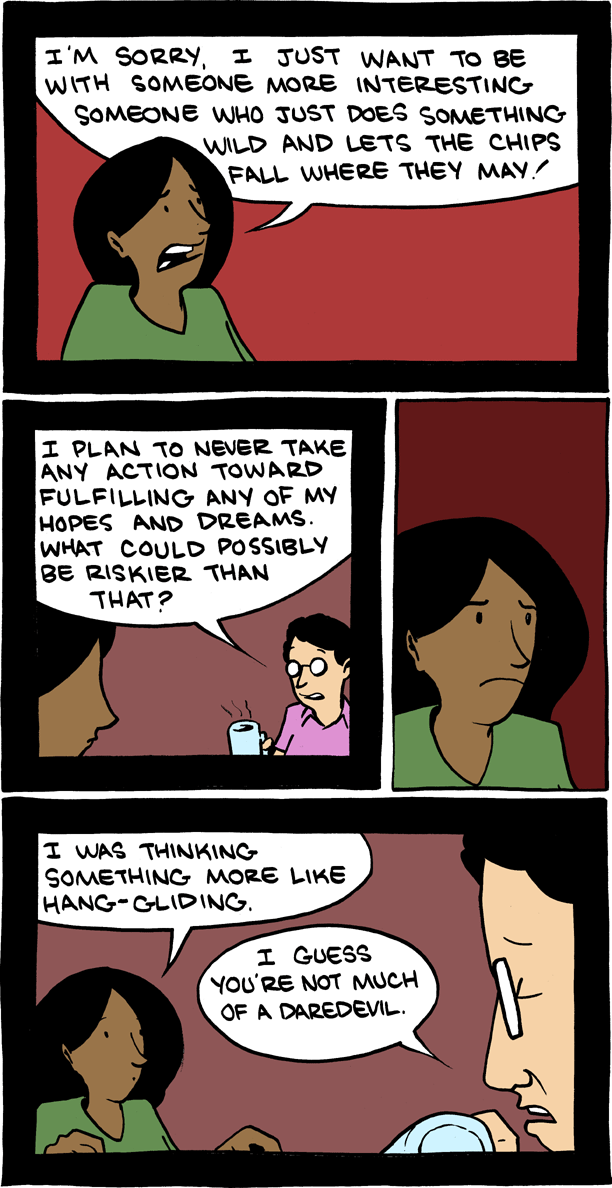 I'M SORRY, I JUST WANT TO BE
WITH SOMEONE MORE INTERESTING
SOMEONE WHO JUST DOES SOMETHING
WILD AND LETS THE CHIPS
FALL WHERE THEY MAY!
I PLAN TO NEVER TAKE
ANY ACTION TOWARD
FULFILLING ANY OF MY
HOPES AND DREAMS.
WHAT COULD POSSIBLY
BE RISKIER THAN
THAT?
I WAS THINKING
SOMETHING MORE LIKE
HANG-GLIDING.
I GUESS
YOU'RE NOT MUCH
OF A DAREDEVIL.